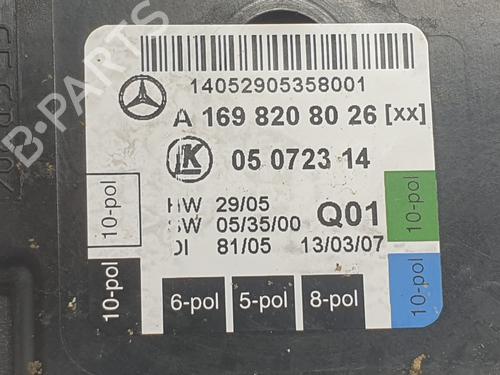 14052905358001
A 169 820 80 26 [xx]
K 05 0723 14
HW 29/05
SW 05/35/00 Q01
DI 81/05 13/03/07
10-pol
10-pol
10-pol
10-pol
6-pol 5-pol 8-pol
B-PARTS